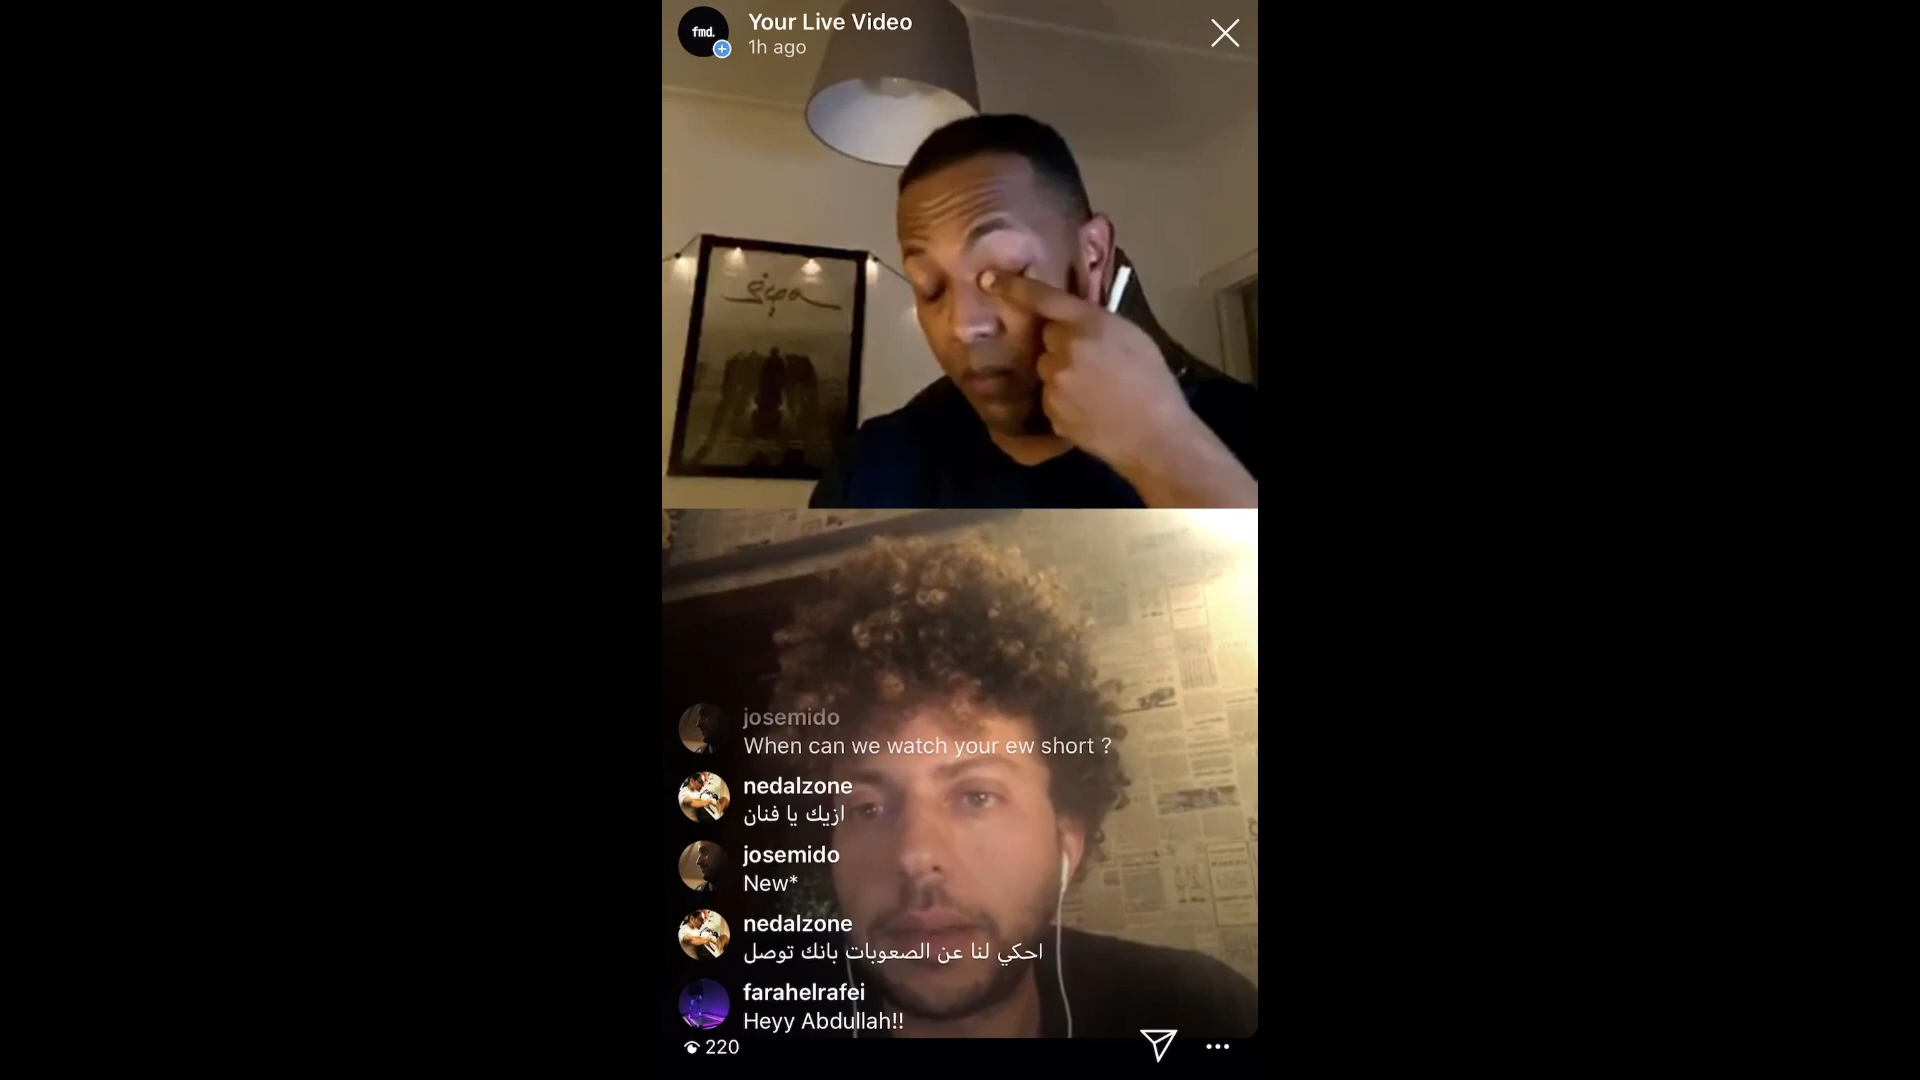 fmd.
Your Live Video
1h ago
josemido
When can we watch your ew short ?
nedalzone
ازيك يا فنان
josemido
New*
nedalzone
احكي لنا عن الصعوبات بانك توصل
farahelrafei
Heyy Abdullah!!
220